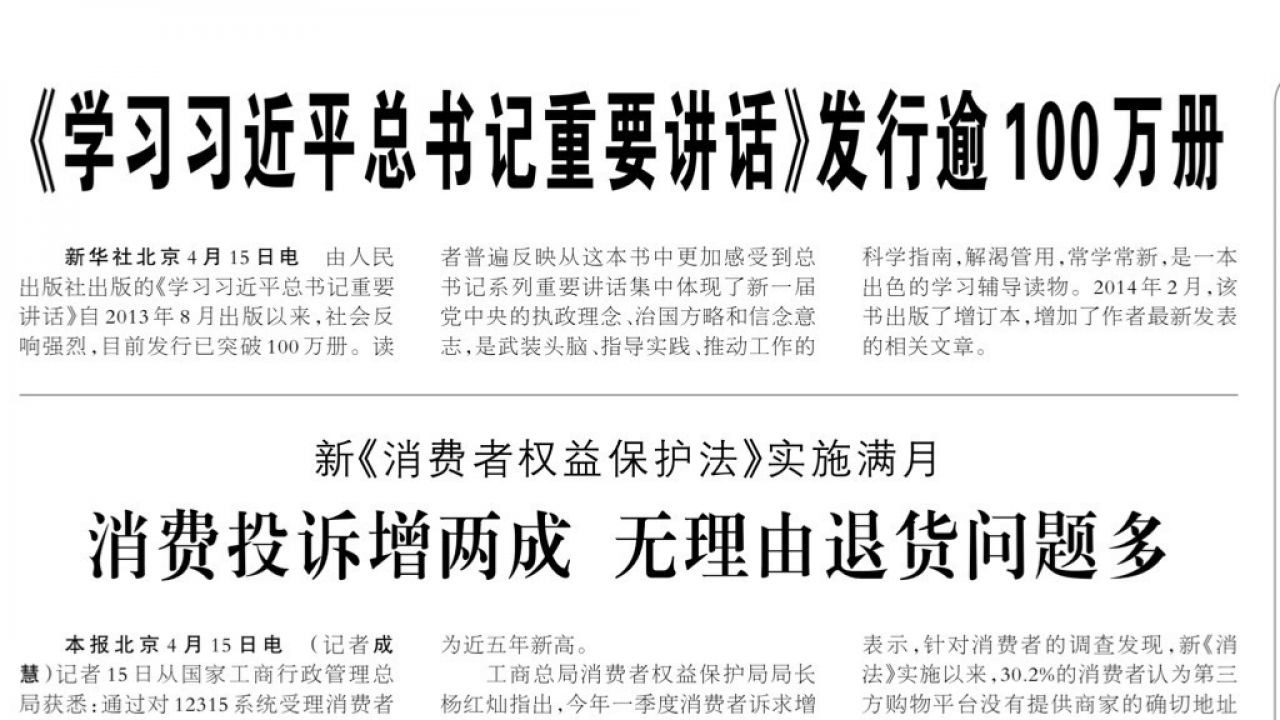 《学习习近平总书记重要讲话》发行逾100万册
新华社北京4月15日电 由人民
出版社出版的《学习习近平总书记重要
讲话》自2013年8月出版以来,社会反
响强烈,目前发行已突破100万册。读
者普遍反映从这本书中更加感受到总
书记系列重要讲话集中体现了新一届
党中央的执政理念、治国方略和信念意
志,是武装头脑、指导实践、推动工作的
科学指南,解渴管用,常学常新,是一本
出色的学习辅导读物。2014年2月,该
书出版了增订本,增加了作者最新发表
的相关文章。
新《消费者权益保护法》实施满月
消费投诉增两成 无理由退货问题多
本报北京4月15日电 (记者成
慧)记者15日从国家工商行政管理总
局获悉:通过对12315系统受理消费者
为近五年新高。
工商总局消费者权益保护局局长
杨红灿指出,今年一季度消费者诉求增
表示,针对消费者的调查发现,新《消
法》实施以来,30.2%的消费者认为第三
方购物平台没有提供商家的确切地址